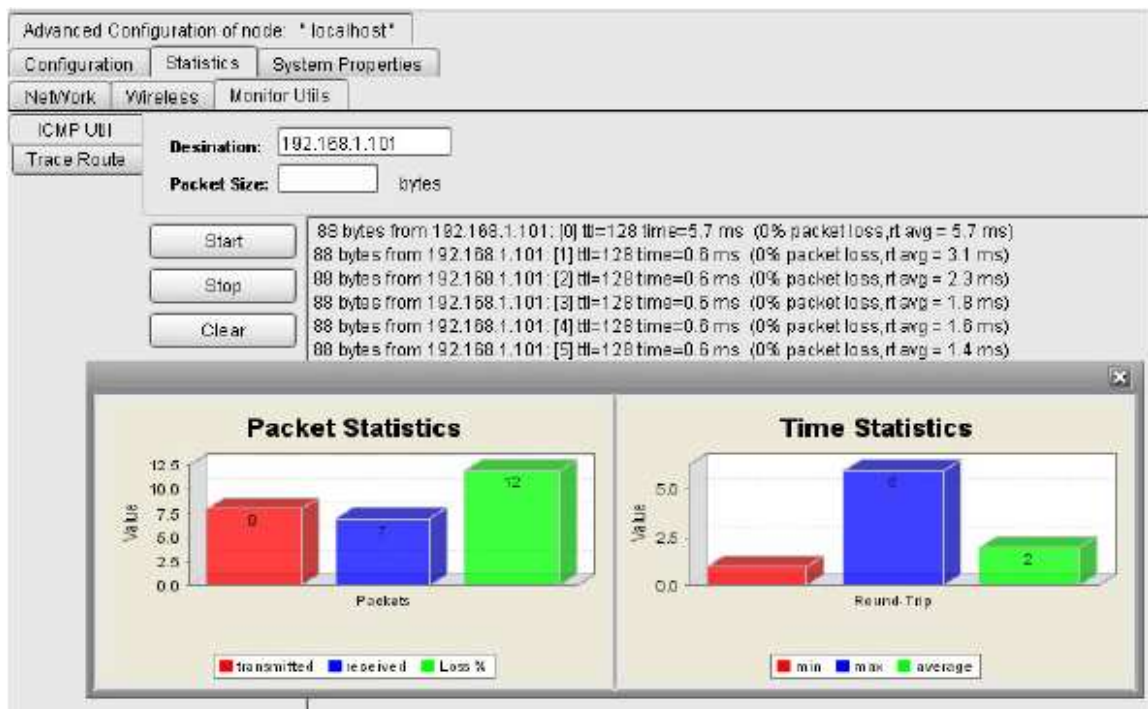 Advanced Configuration of node: "localhost"
Configuration Statistics System Properties
NetWork Wireless Monitor Utils
ICMP Util
Trace Route
Desination: 192.168.1.101
Packet Size: bytes
Start
Stop
Clear
88 bytes from 192.168.1.101: [0] ttl=128 time=5.7 ms (0% packet loss,rt avg = 5.7 ms)
88 bytes from 192.168.1.101: [1] ttl=128 time=0.6 ms (0% packet loss,rt avg = 3.1 ms)
88 bytes from 192.168.1.101: [2] ttl=128 time=0.6 ms (0% packet loss,rt avg = 2.3 ms)
88 bytes from 192.168.1.101: [3] ttl=128 time=0.6 ms (0% packet loss,rt avg = 1.8 ms)
88 bytes from 192.168.1.101: [4] ttl=128 time=0.6 ms (0% packet loss,rt avg = 1.6 ms)
88 bytes from 192.168.1.101: [5] ttl=128 time=0.6 ms (0% packet loss,rt avg = 1.4 ms)
Packet Statistics
12.5
10.0
7.5
5.0
2.5
0.0
Value
8
7
12
Packets
transmitted received Loss %
Time Statistics
5.0
2.5
0.0
Value
6
2
Round-Trip
min max average